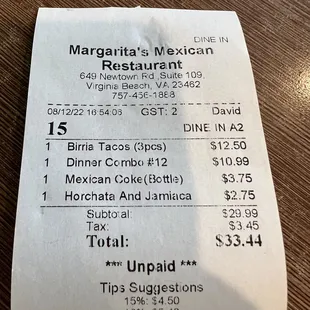 DINE IN
Margarita's Mexican
Restaurant
649 Newtown Rd ,Suite 109,
Virginia Beach, VA 23462
757-456-1888
08/12/22 16:54:06 GST: 2 David
15 DINE IN A2
1 Birria Tacos (3pcs) $12.50
1 Dinner Combo #12 $10.99
1 Mexican Coke(Bottle) $3.75
1 Horchata And Jamiaca $2.75
Subtotal: $29.99
Tax: $3.45
Total: $33.44
*** Unpaid ***
Tips Suggestions
15%: $4.50